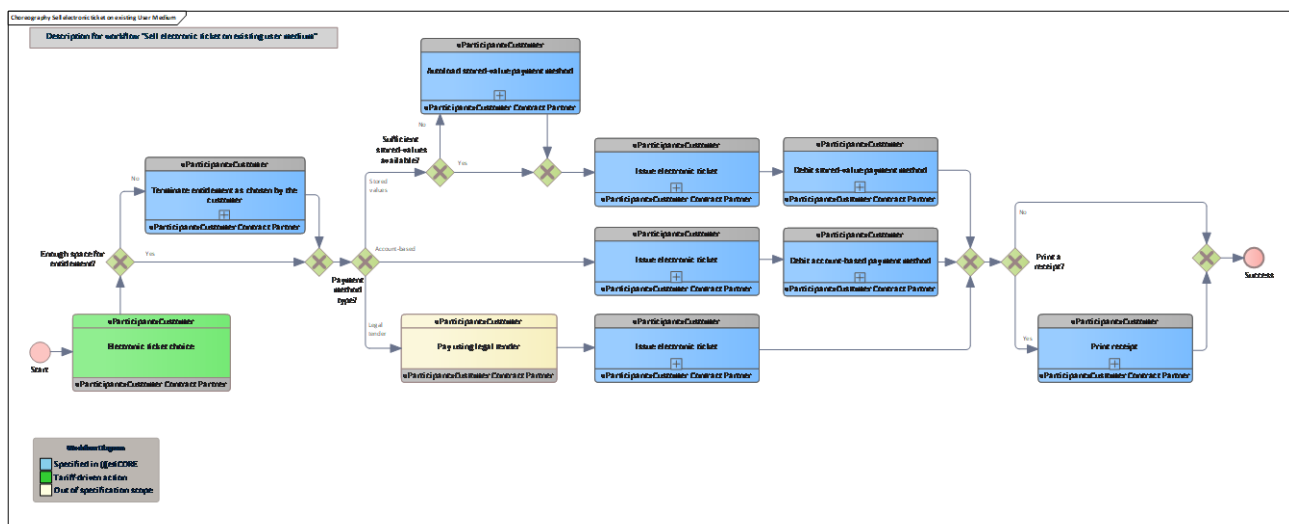 Choreography Sell electronic ticket on existing User Medium
Description for workflow "Sell electronic ticket on existing user medium"
«Participant»Customer
Autoload stored-value payment method
«Participant»Customer Contract Partner
No
Sufficient
stored-values
available?
Yes
Stored
values
«Participant»Customer
Issue electronic ticket
«Participant»Customer Contract Partner
«Participant»Customer
Debit stored-value payment method
«Participant»Customer Contract Partner
No
«Participant»Customer
Terminate entitlement as chosen by the
customer
«Participant»Customer Contract Partner
Enough space for
entitlement?
Yes
Payment
method
type?
Account-based
«Participant»Customer
Issue electronic ticket
«Participant»Customer Contract Partner
«Participant»Customer
Debit account-based payment method
«Participant»Customer Contract Partner
Print a
receipt?
No
Success
Start
«Participant»Customer
Electronic ticket choice
«Participant»Customer Contract Partner
Legal
tender
«Participant»Customer
Pay using legal tender
«Participant»Customer Contract Partner
«Participant»Customer
Issue electronic ticket
«Participant»Customer Contract Partner
Yes
«Participant»Customer
Print receipt
«Participant»Customer Contract Partner
Specified in
Tariff-driven action
Out of specification scope